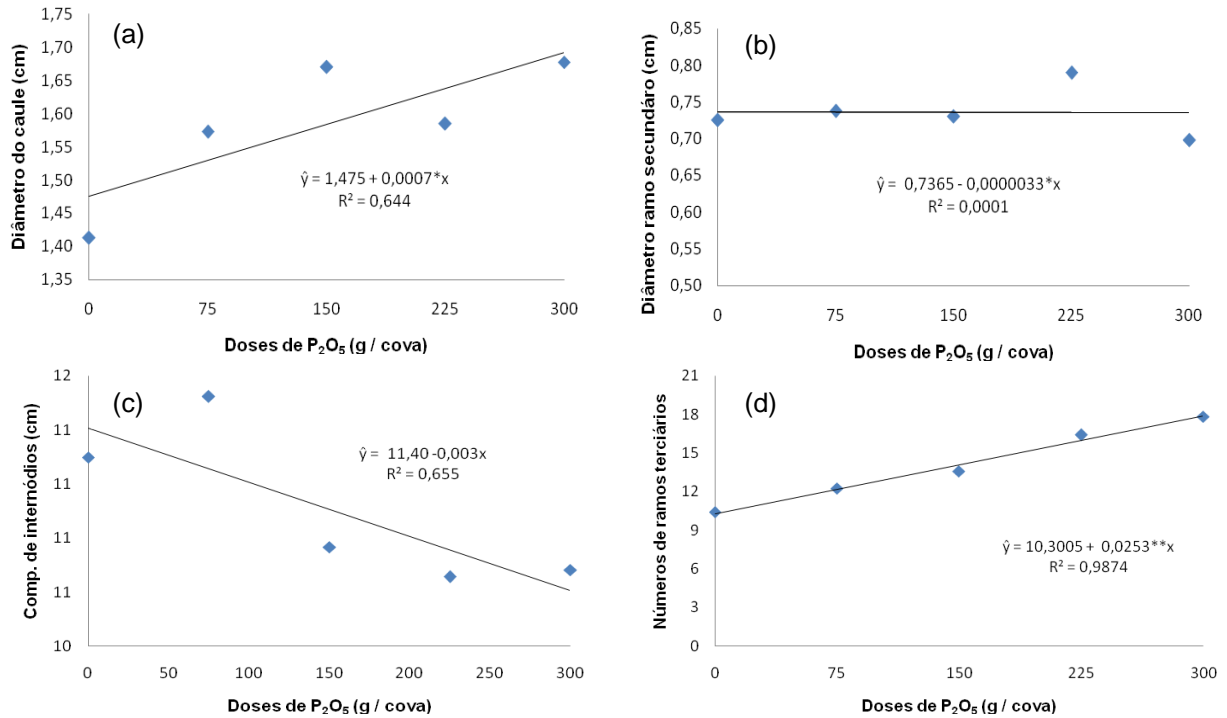 (a)
Diâmetro do caule (cm)
1,75
1,70
1,65
1,60
1,55
1,50
1,45
1,40
1,35
ŷ = 1,475 + 0,0007*x
R² = 0,644
0 75 150 225 300
Doses de P₂O₅ (g / cova)
(b)
Diâmetro ramo secundáro (cm)
0,85
0,80
0,75
0,70
0,65
0,60
0,55
0,50
ŷ = 0,7365 - 0,0000033*x
R² = 0,0001
0 75 150 225 300
Doses de P₂O₅ (g / cova)
(c)
Comp. de internódios (cm)
12
11
11
11
11
10
ŷ = 11,40 -0,003x
R² = 0,655
0 50 100 150 200 250 300
Doses de P₂O₅ (g / cova)
(d)
Números de ramos terciários
21
18
15
12
9
6
3
0
ŷ = 10,3005 + 0,0253**x
R² = 0,9874
0 75 150 225 300
Doses de P₂O₅ (g / cova)